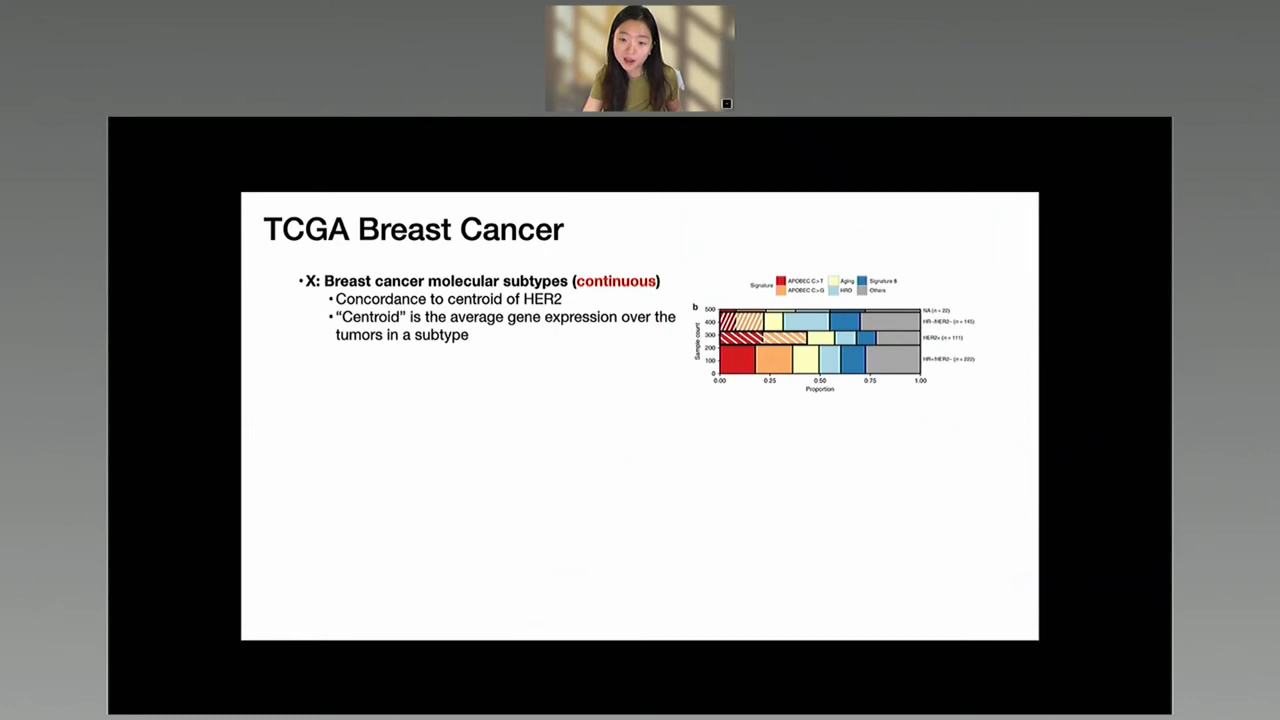 TCGA Breast Cancer
• X: Breast cancer molecular subtypes (continuous)
• Concordance to centroid of HER2
• “Centroid” is the average gene expression over the
tumors in a subtype
Signature
APOBEC C>T
Aging
Signature 8
APOBEC C>G
HRD
Others
b
Sample count
500
400
300
200
100
0
NA (n = 22)
HR−/HER2− (n = 145)
HER2+ (n = 111)
HR+/HER2− (n = 222)
0.00
0.25
0.50
0.75
1.00
Proportion